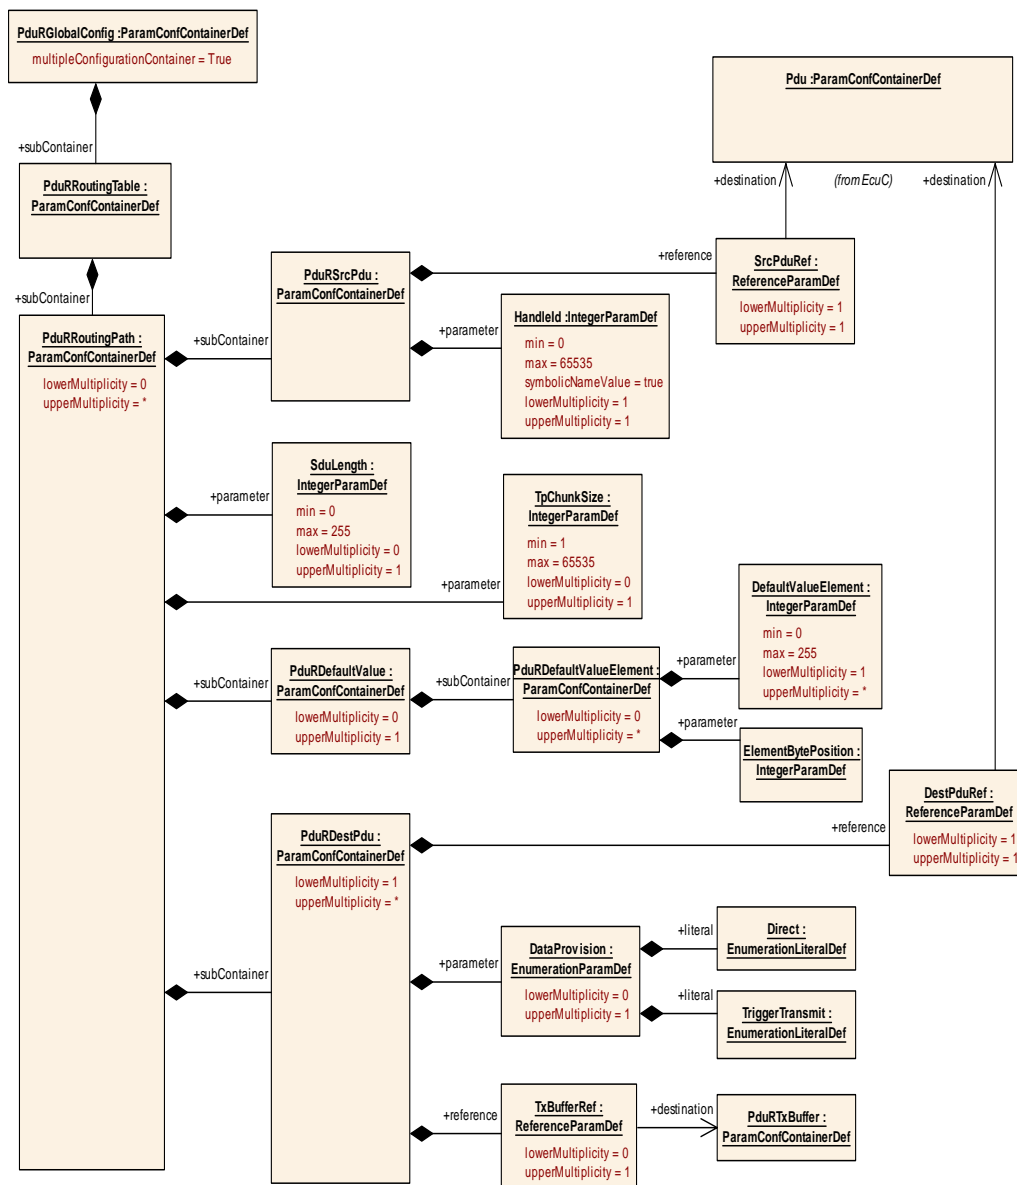 PduRGlobalConfig :ParamConfContainerDef
multipleConfigurationContainer = True
Pdu :ParamConfContainerDef
+subContainer
PduRRoutingTable :
ParamConfContainerDef
+destination
(from EcuC)
+destination
+subContainer
PduRSrcPdu :
ParamConfContainerDef
+reference
SrcPduRef :
ReferenceParamDef
lowerMultiplicity = 1
upperMultiplicity = 1
PduRRoutingPath :
ParamConfContainerDef
lowerMultiplicity = 0
upperMultiplicity = *
+subContainer
+parameter
HandleId :IntegerParamDef
min = 0
max = 65535
symbolicNameValue = true
lowerMultiplicity = 1
upperMultiplicity = 1
+parameter
SduLength :
IntegerParamDef
min = 0
max = 255
lowerMultiplicity = 0
upperMultiplicity = 1
+parameter
TpChunkSize :
IntegerParamDef
min = 1
max = 65535
lowerMultiplicity = 0
upperMultiplicity = 1
+subContainer
PduRDefaultValue :
ParamConfContainerDef
lowerMultiplicity = 0
upperMultiplicity = 1
+subContainer
PduRDefaultValueElement :
ParamConfContainerDef
lowerMultiplicity = 0
upperMultiplicity = *
+parameter
DefaultValueElement :
IntegerParamDef
min = 0
max = 255
lowerMultiplicity = 1
upperMultiplicity = *
+parameter
ElementBytePosition :
IntegerParamDef
+subContainer
PduRDestPdu :
ParamConfContainerDef
lowerMultiplicity = 1
upperMultiplicity = *
+reference
DestPduRef :
ReferenceParamDef
lowerMultiplicity = 1
upperMultiplicity = 1
+parameter
DataProvision :
EnumerationParamDef
lowerMultiplicity = 0
upperMultiplicity = 1
+literal
Direct :
EnumerationLiteralDef
+literal
TriggerTransmit :
EnumerationLiteralDef
+reference
TxBufferRef :
ReferenceParamDef
lowerMultiplicity = 0
upperMultiplicity = 1
+destination
PduRTxBuffer :
ParamConfContainerDef